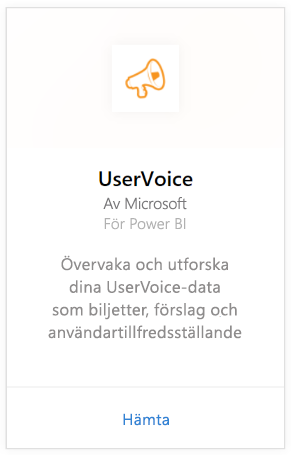 UserVoice
Av Microsoft
För Power BI
Övervaka och utforska
dina UserVoice-data
som biljetter, förslag och
användartillfredsställande
Hämta